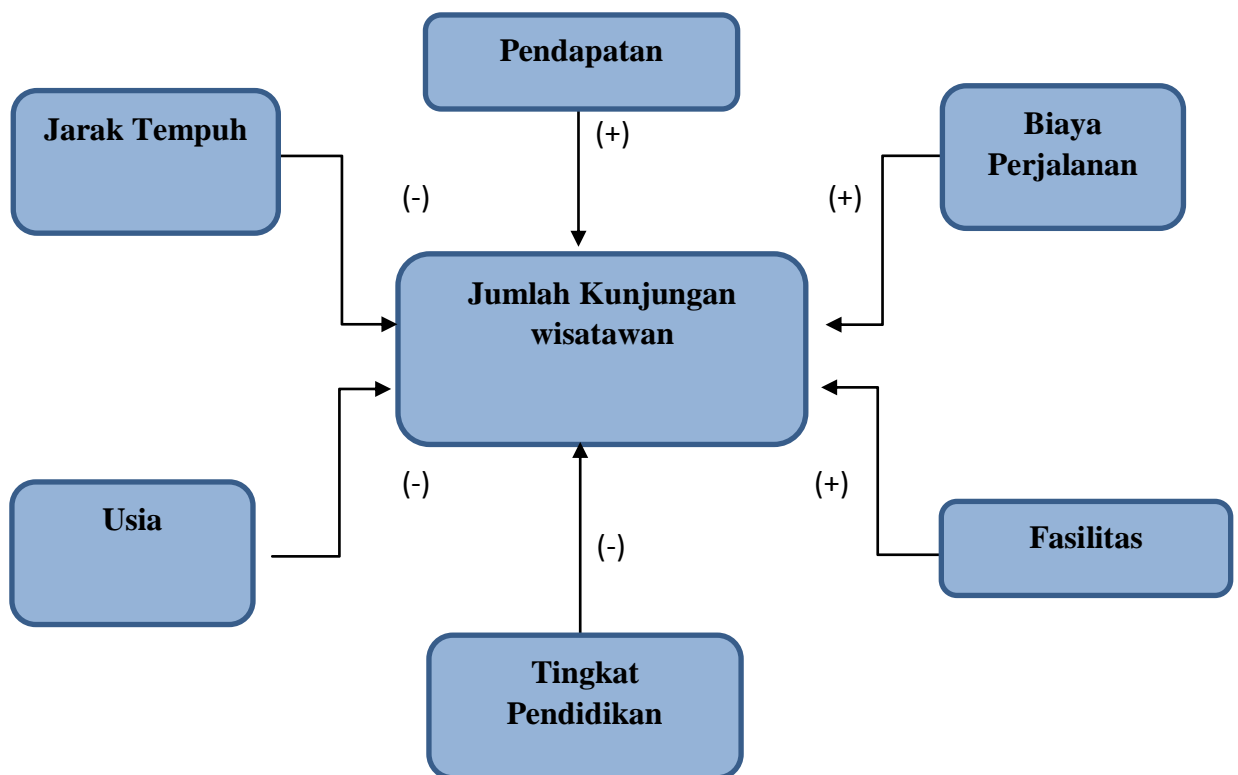 Pendapatan
Jarak Tempuh
(+)
Biaya
Perjalanan
(-)
(+)
Jumlah Kunjungan
wisatawan
(-)
(+)
Usia
(-)
Fasilitas
Tingkat
Pendidikan